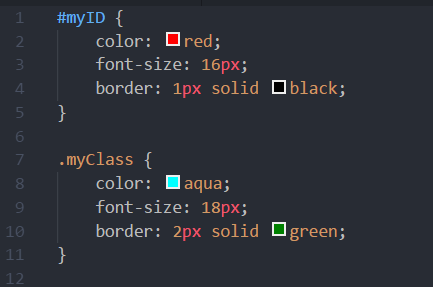 1 #myID {
2     color: red;
3     font-size: 16px;
4     border: 1px solid black;
5 }
6
7 .myClass {
8     color: aqua;
9     font-size: 18px;
10     border: 2px solid green;
11 }
12